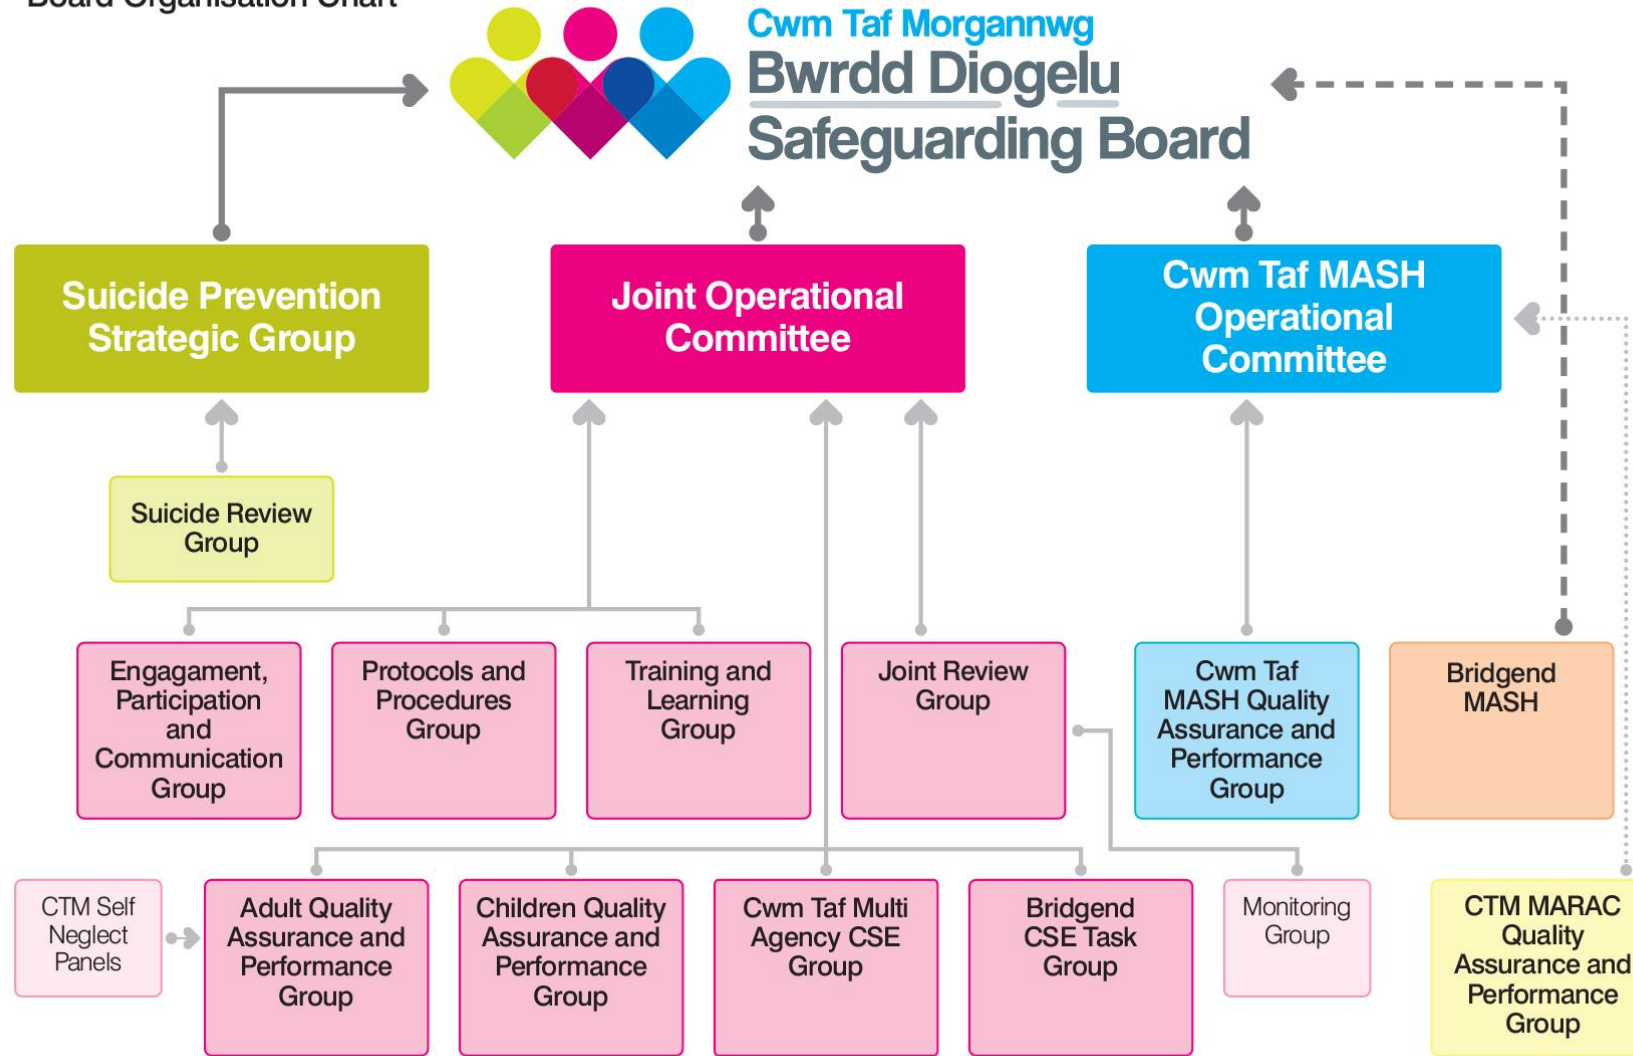 Board Organisation Chart
Cwm Taf Morgannwg
Bwrdd Diogelu
Safeguarding Board
Suicide Prevention
Strategic Group
Joint Operational
Committee
Cwm Taf MASH
Operational
Committee
Suicide Review
Group
Engagament,
Participation
and
Communication
Group
Protocols and
Procedures
Group
Training and
Learning
Group
Joint Review
Group
Cwm Taf
MASH Quality
Assurance and
Performance
Group
Bridgend
MASH
CTM Self
Neglect
Panels
Adult Quality
Assurance and
Performance
Group
Children Quality
Assurance and
Performance
Group
Cwm Taf Multi
Agency CSE
Group
Bridgend
CSE Task
Group
Monitoring
Group
CTM MARAC
Quality
Assurance and
Performance
Group